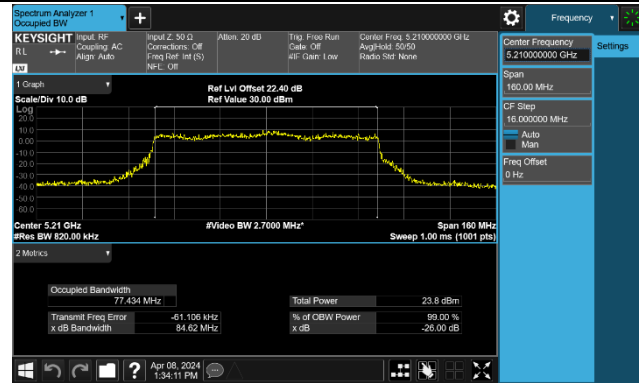 Spectrum Analyzer 1
Occupied BW
Frequency
KEYSIGHT
RL
LXI
Input: RF
Coupling: AC
Align: Auto
Input Z: 50 Ω
Corrections: Off
Freq Ref: Int (S)
NFE: Off
Atten: 20 dB
Trig: Free Run
Gate: Off
#IF Gain: Low
Center Freq: 5.210000000 GHz
Avg|Hold: 50/50
Radio Std: None
Center Frequency
5.210000000 GHz
Settings
Span
160.00 MHz
CF Step
16.000000 MHz
Auto
Man
Freq Offset
0 Hz
1 Graph
Scale/Div 10.0 dB
Ref Lvl Offset 22.40 dB
Ref Value 30.00 dBm
Log
20.0
10.0
0.00
-10.0
-20.0
-30.0
-40.0
-50.0
-60.0
Center 5.21 GHz
#Video BW 2.7000 MHz*
Span 160 MHz
#Res BW 820.00 kHz
Sweep 1.00 ms (1001 pts)
2 Metrics
Occupied Bandwidth
77.434 MHz
Total Power
23.8 dBm
Transmit Freq Error
-61.106 kHz
% of OBW Power
99.00 %
x dB Bandwidth
84.62 MHz
x dB
-26.00 dB
?
Apr 08, 2024
1:34:11 PM